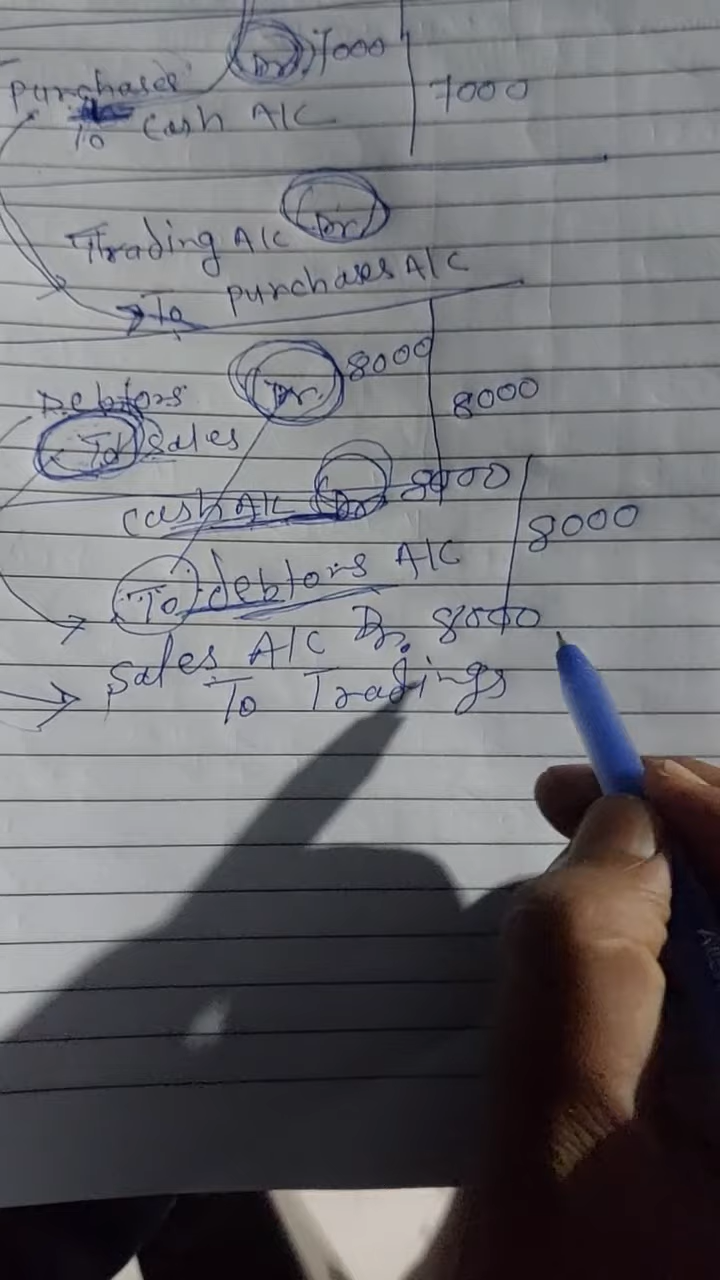 Purchases Dr. 7000
To Cash A/C 7000
Trading A/C Dr.
To purchases A/C
Debtors Dr. 8000
To Sales 8000
cash A/C Dr. 8000
To debtors A/C 8000
Sales A/C Dr. 8000
To Tradings